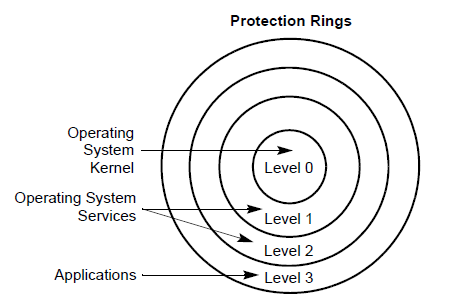 Protection Rings
Operating
System
Kernel
Level 0
Operating System
Services
Level 1
Level 2
Applications
Level 3